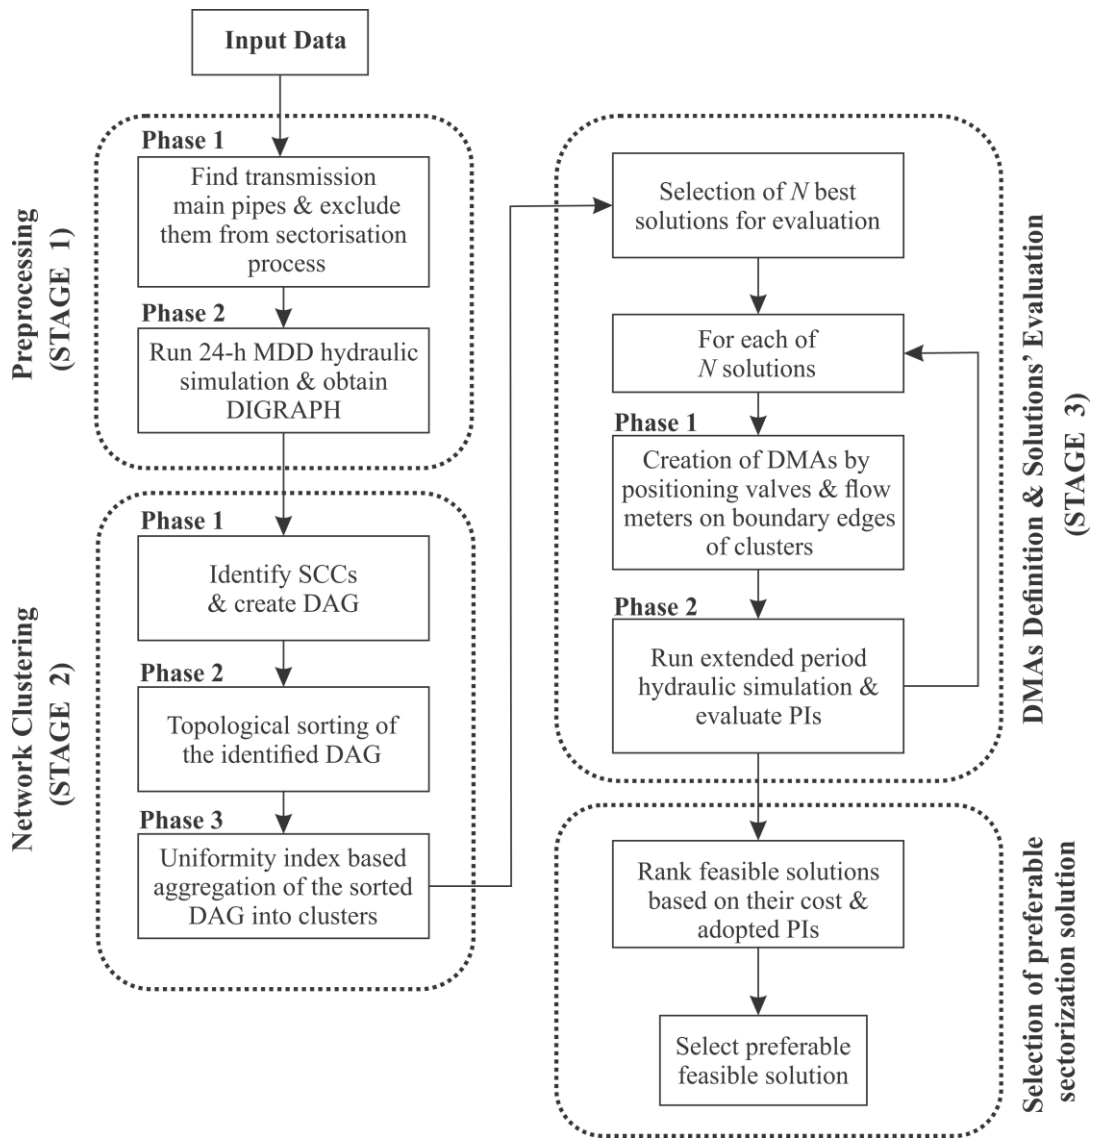 Input Data
Preprocessing
(STAGE 1)
Phase 1
Find transmission
main pipes & exclude
them from sectorisation
process
Phase 2
Run 24-h MDD hydraulic
simulation & obtain
DIGRAPH
Network Clustering
(STAGE 2)
Phase 1
Identify SCCs
& create DAG
Phase 2
Topological sorting
of the identified DAG
Phase 3
Uniformity index based
aggregation of the sorted
DAG into clusters
DMAs Definition & Solutions' Evaluation
(STAGE 3)
Selection of N best
solutions for evaluation
For each of
N solutions
Phase 1
Creation of DMAs by
positioning valves & flow
meters on boundary edges
of clusters
Phase 2
Run extended period
hydraulic simulation &
evaluate PIs
Selection of preferable
sectorization solution
Rank feasible solutions
based on their cost &
adopted PIs
Select preferable
feasible solution